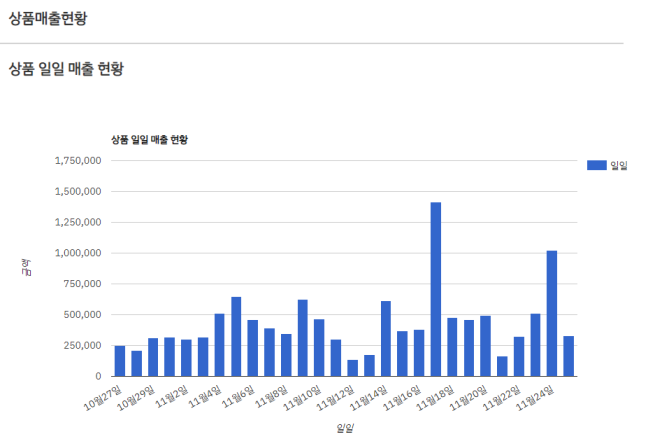 상품매출현황
상품 일일 매출 현황
상품 일일 매출 현황
1,750,000
1,500,000
1,250,000
1,000,000
750,000
500,000
250,000
0
금액
일일
10월27일
10월29일
11월2일
11월4일
11월6일
11월8일
11월10일
11월12일
11월14일
11월16일
11월18일
11월20일
11월22일
11월24일
일일